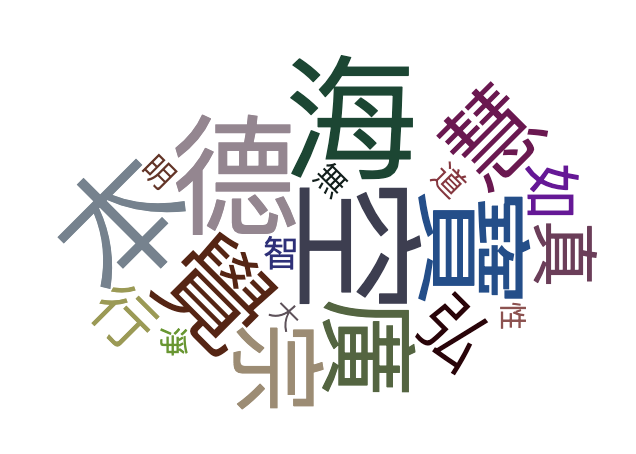 海
慧
德
明
無
道
如
本
空
寶
真
智
覺
行
大
弘
性
淨
宗
廣